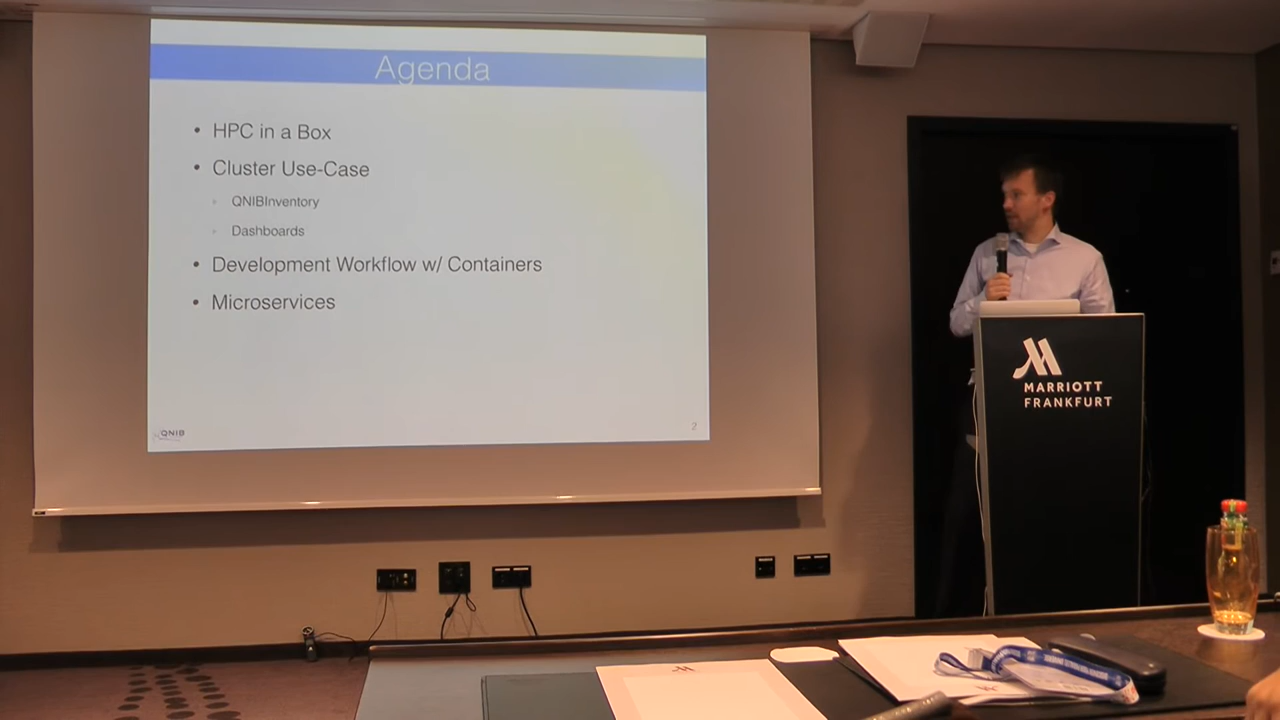 Agenda
• HPC in a Box
• Cluster Use-Case
QNIBInventory
Dashboards
• Development Workflow w/ Containers
• Microservices
QNIB
2
MARRIOTT
FRANKFURT